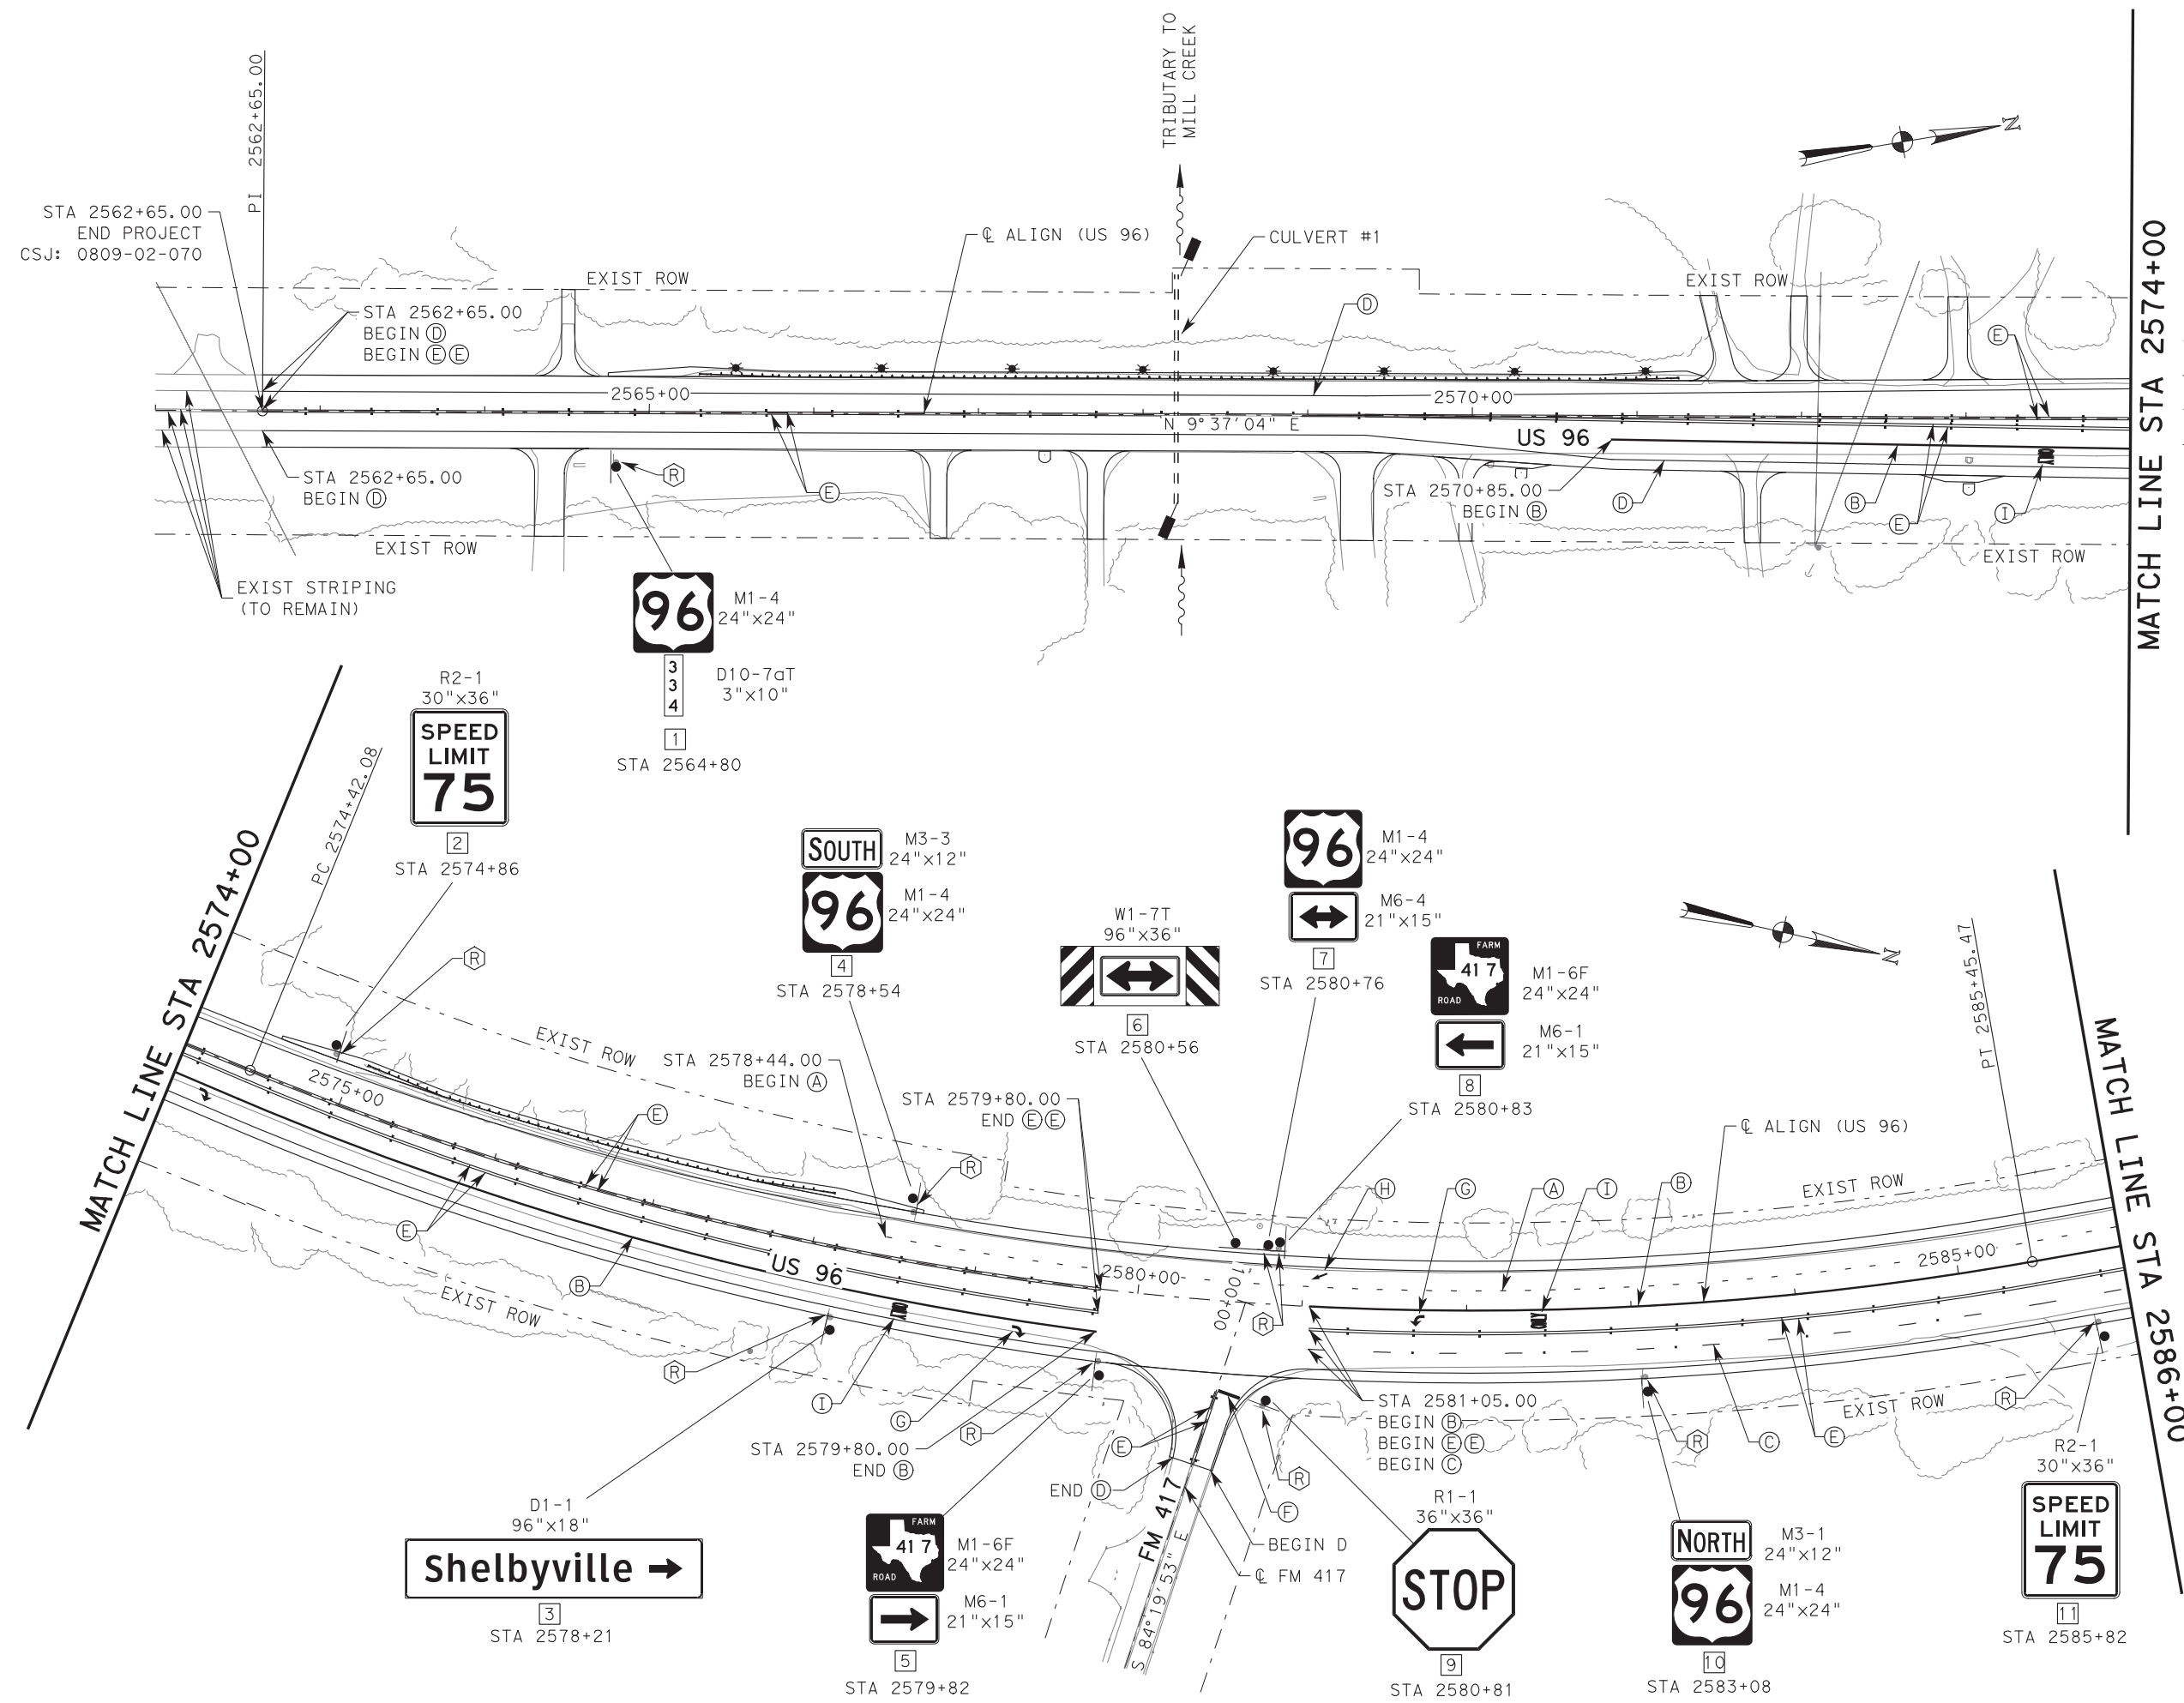 TRIBUTARY TO
MILL CREEK
PI 2562+65.00
N
STA 2562+65.00
END PROJECT
CSJ: 0809-02-070
℄ ALIGN (US 96)
CULVERT #1
EXIST ROW
EXIST ROW
STA 2562+65.00
BEGIN D
BEGIN E E
D
E
2565+00
2570+00
N 9°37'04" E
US 96
STA 2562+65.00
BEGIN D
R
E
STA 2570+85.00
BEGIN B
D
B
E
I
EXIST ROW
EXIST ROW
EXIST STRIPING
(TO REMAIN)
MATCH LINE STA 2574+00
96
M1-4
24"x24"
3
3
4
D10-7aT
3"x10"
1
STA 2564+80
R2-1
30"x36"
SPEED
LIMIT
75
2
STA 2574+86
PC 2574+42.08
MATCH LINE STA 2574+00
R
SOUTH
M3-3
24"x12"
96
M1-4
24"x24"
4
STA 2578+54
W1-7T
96"x36"
6
STA 2580+56
96
M1-4
24"x24"
M6-4
21"x15"
7
STA 2580+76
FARM
417
ROAD
M1-6F
24"x24"
M6-1
21"x15"
8
STA 2580+83
N
PT 2585+45.47
MATCH LINE STA 2586+00
EXIST ROW
2575+00
STA 2578+44.00
BEGIN A
STA 2579+80.00
END E E
E
R
℄ ALIGN (US 96)
H
G
A
I
B
EXIST ROW
E
B
US 96
2580+00
2585+00
EXIST ROW
R
I
G
R
R
STA 2579+80.00
END B
STA 2581+05.00
BEGIN B
BEGIN E E
BEGIN C
R
C
E
EXIST ROW
R
E
END D
R
F
BEGIN D
℄ FM 417
FM 417
S 84°19'53" E
D1-1
96"x18"
Shelbyville
3
STA 2578+21
FARM
417
ROAD
M1-6F
24"x24"
M6-1
21"x15"
5
STA 2579+82
R1-1
36"x36"
STOP
9
STA 2580+81
NORTH
M3-1
24"x12"
96
M1-4
24"x24"
10
STA 2583+08
R2-1
30"x36"
SPEED
LIMIT
75
11
STA 2585+82